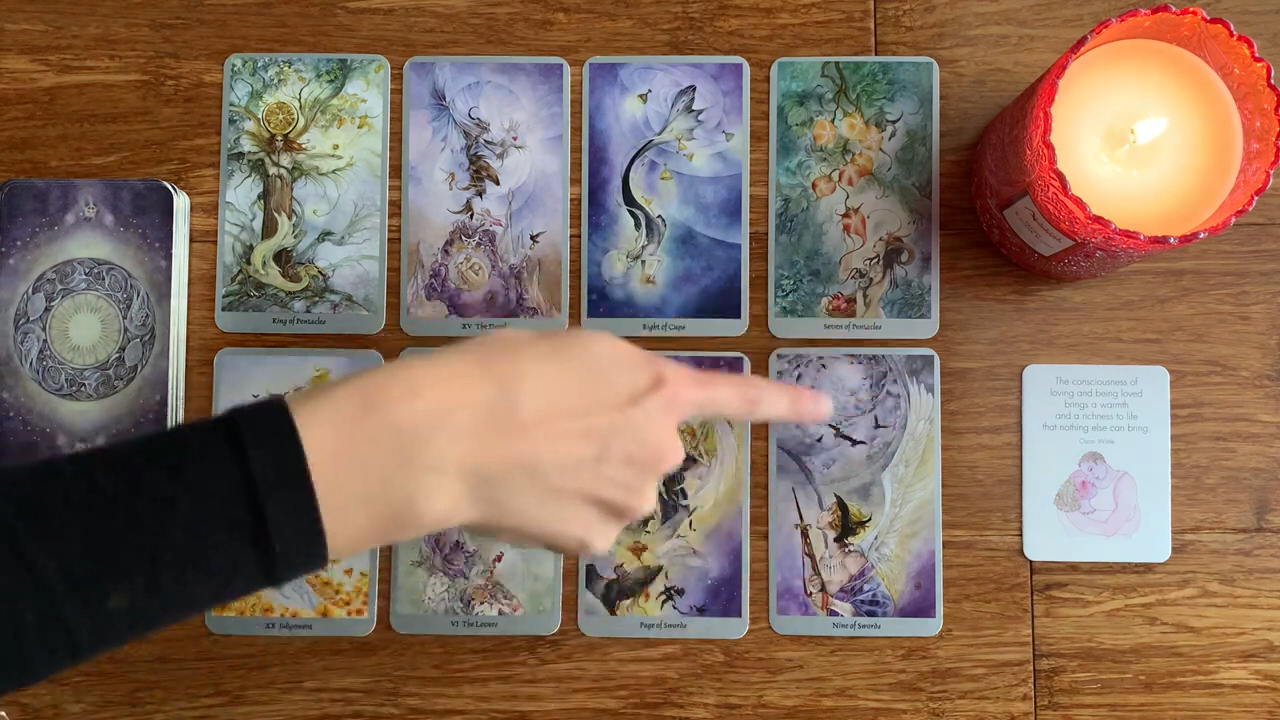 King of Pentacles
XV The Devil
Eight of Cups
Seven of Pentacles
The consciousness of
loving and being loved
brings a warmth
and a richness to life
that nothing else can bring.
Oscar Wilde
XX Judgement
VI The Lovers
Page of Swords
Nine of Swords